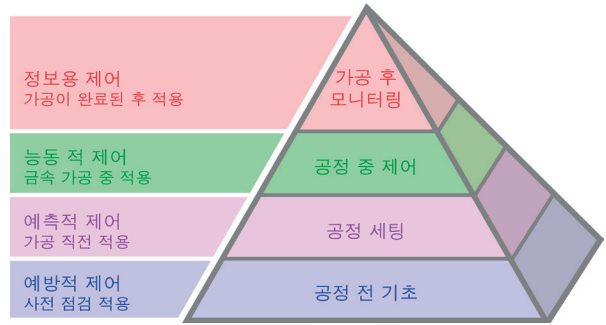 정보용 제어
가공이 완료된 후 적용
가공 후
모니터링
능동 적 제어
금속 가공 중 적용
공정 중 제어
예측적 제어
가공 직전 적용
공정 세팅
예방적 제어
사전 점검 적용
공정 전 기초